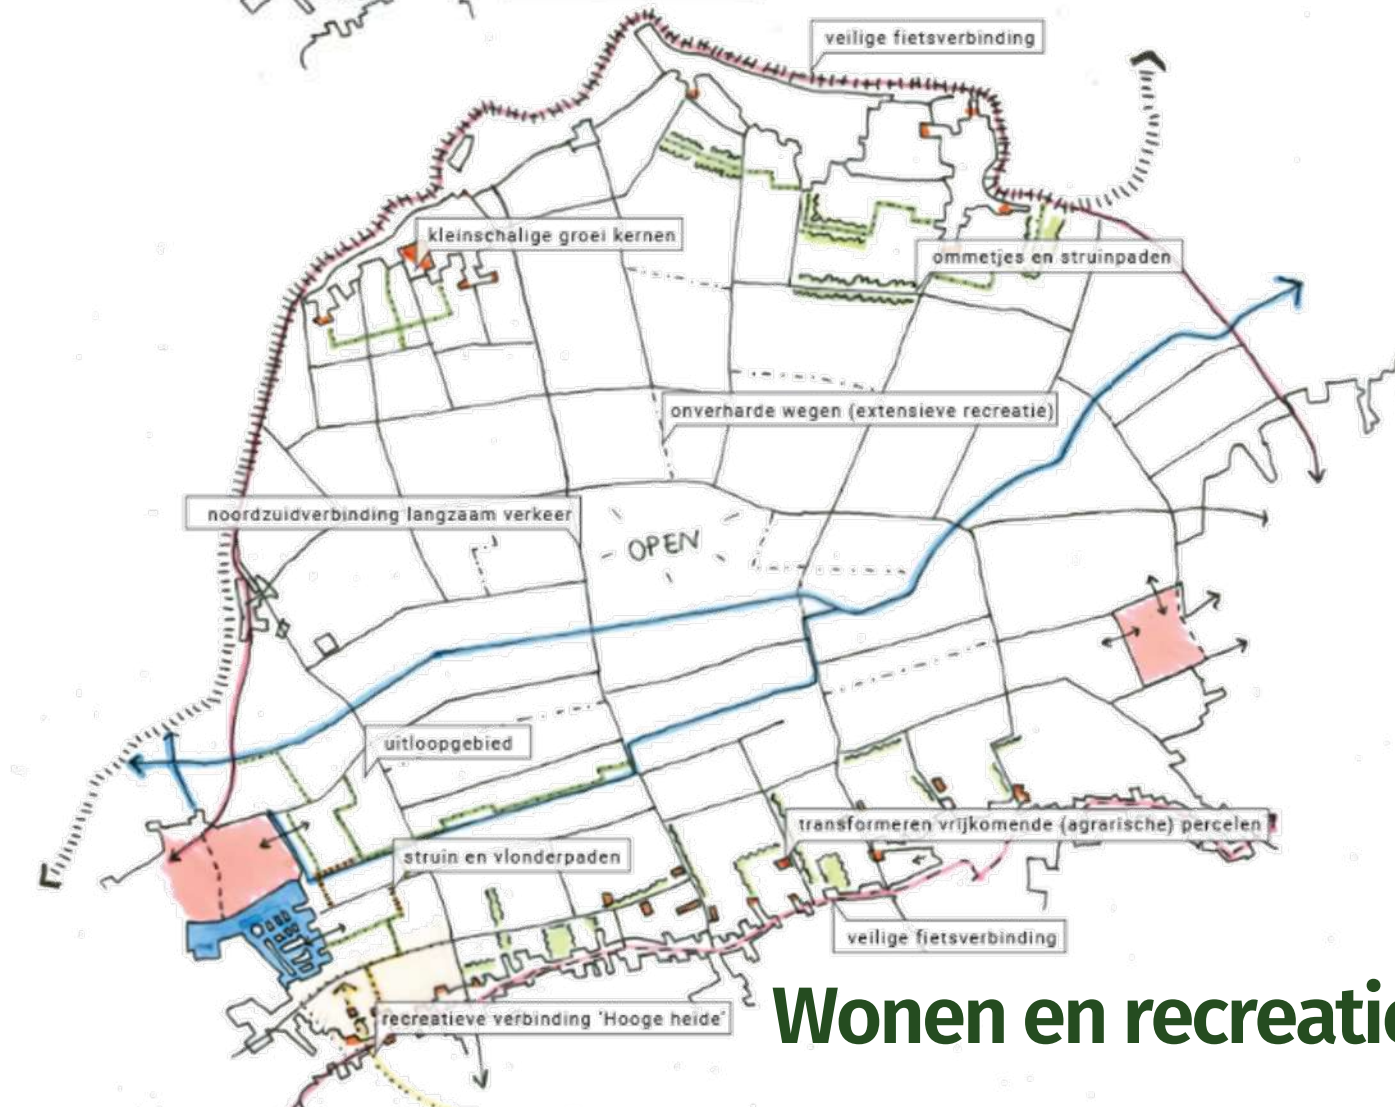 veilige fietsverbinding
kleinschalige groei kernen
ommetjes en struinpaden
onverharde wegen (extensieve recreatie)
noordzuidverbinding langzaam verkeer
OPEN
uitloopgebied
transformeren vrijkomende (agrarische) percelen
struin en vlonderpaden
veilige fietsverbinding
recreatieve verbinding 'Hooge heide'
Wonen en recreatie